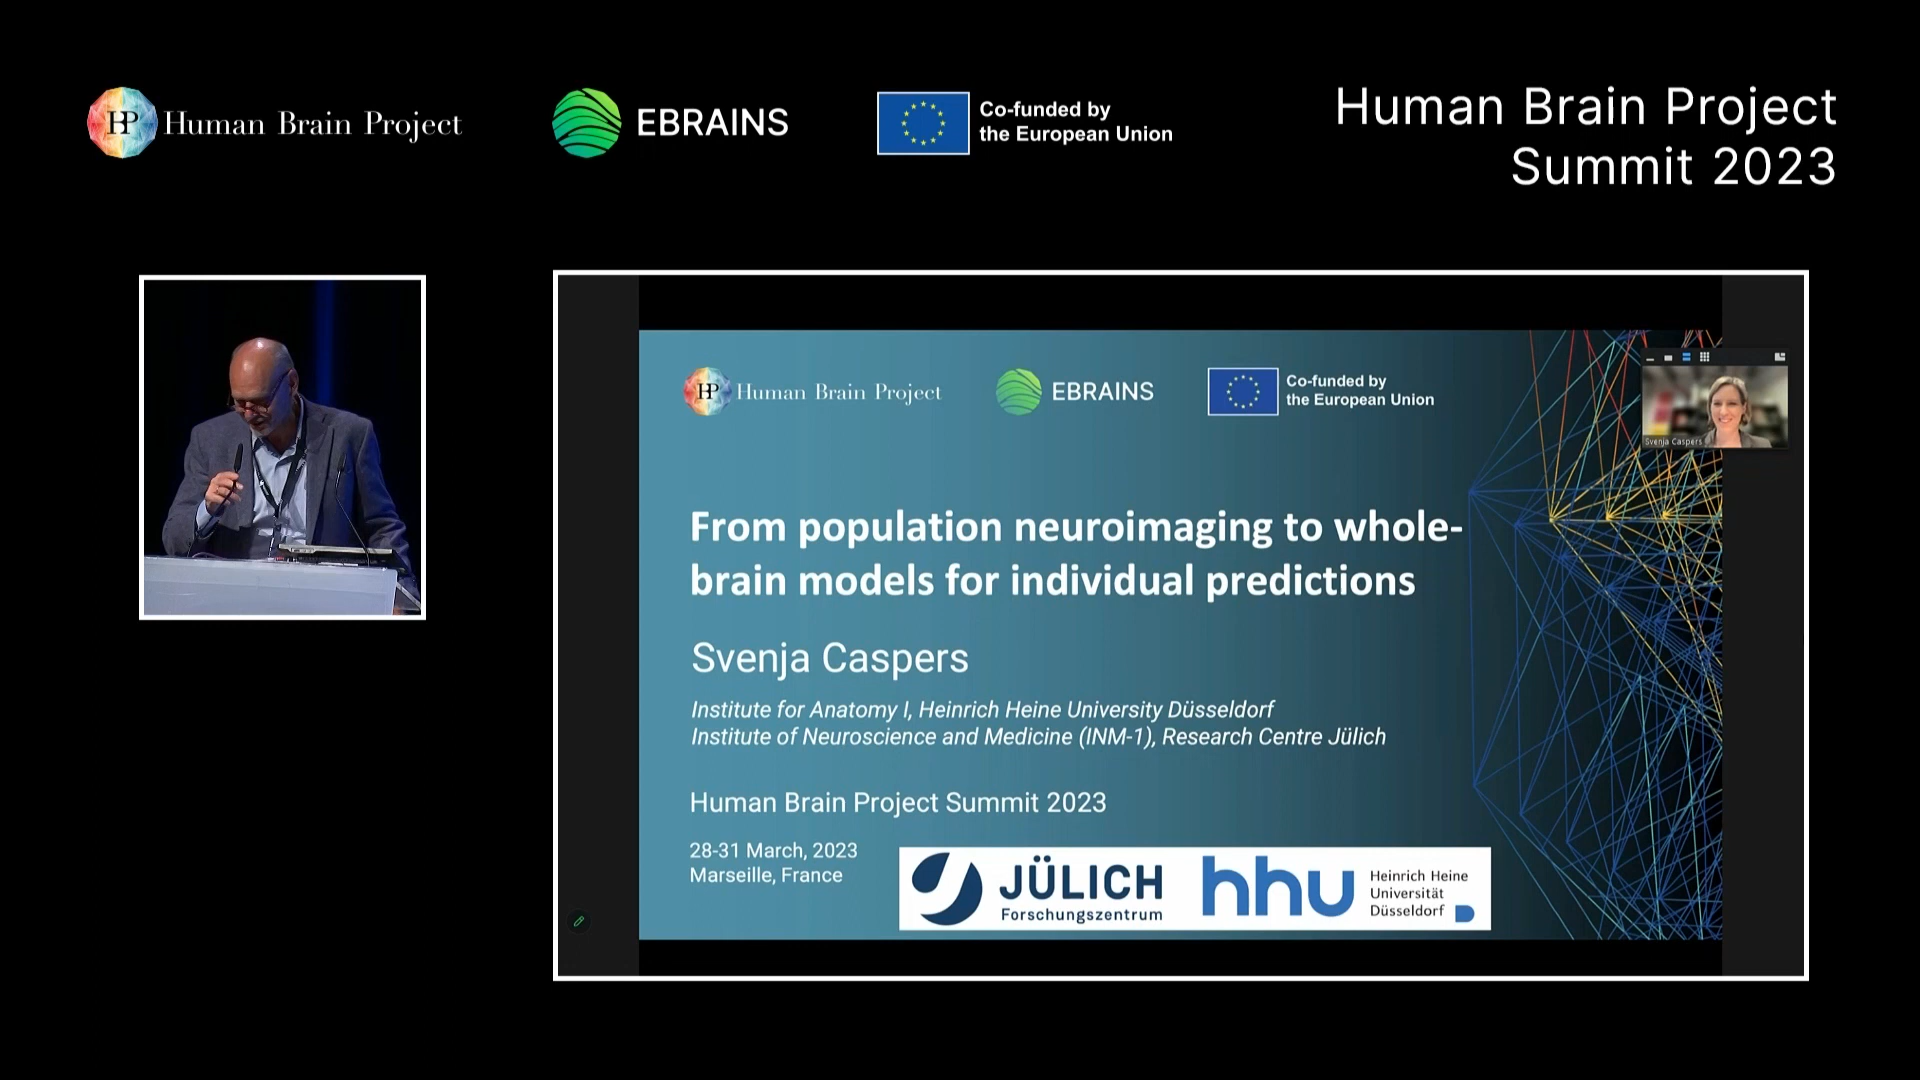 HP Human Brain Project
EBRAINS
Co-funded by
the European Union
Human Brain Project
Summit 2023
HP Human Brain Project
EBRAINS
Co-funded by
the European Union
Svenja Caspers
From population neuroimaging to whole-
brain models for individual predictions
Svenja Caspers
Institute for Anatomy I, Heinrich Heine University Düsseldorf
Institute of Neuroscience and Medicine (INM-1), Research Centre Jülich
Human Brain Project Summit 2023
28-31 March, 2023
Marseille, France
JÜLICH
Forschungszentrum
hhu
Heinrich Heine
Universität
Düsseldorf